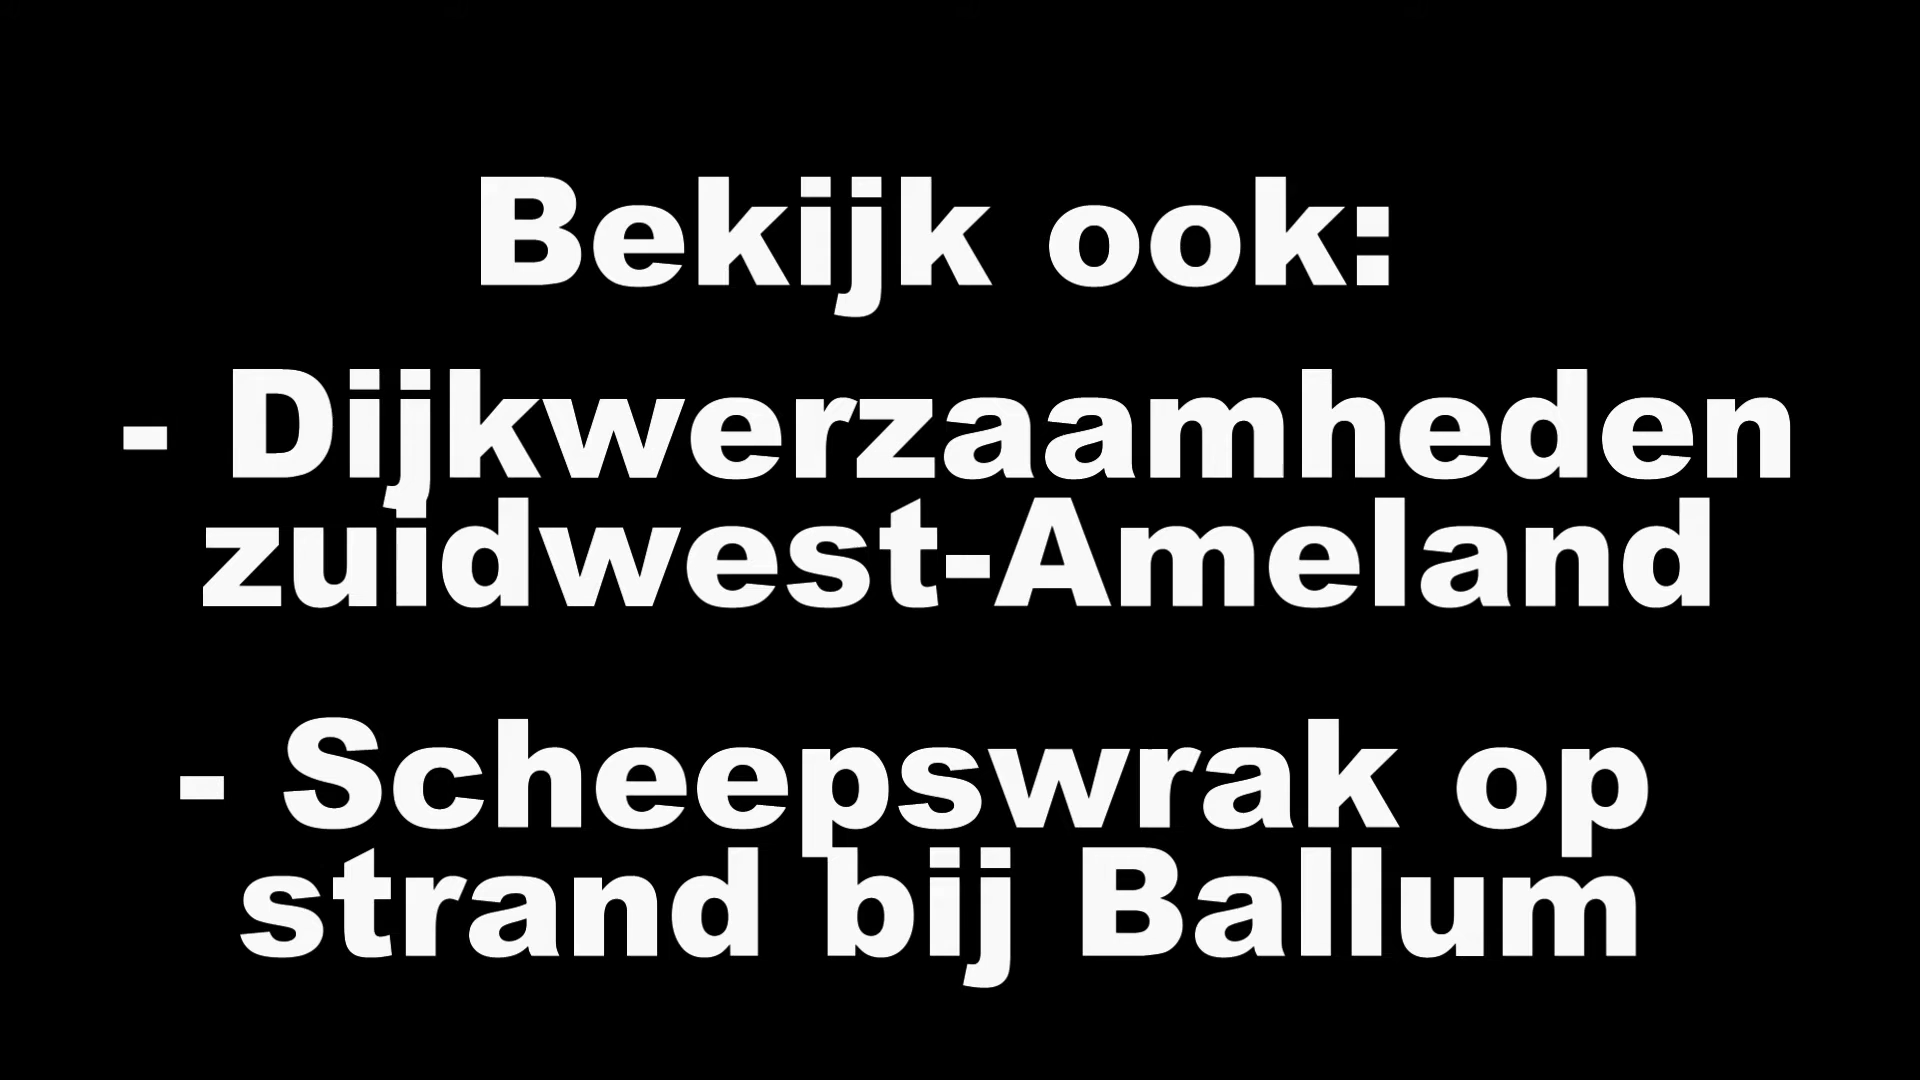 Bekijk ook:
- Dijkwerzaamheden
zuidwest-Ameland
- Scheepswrak op
strand bij Ballum